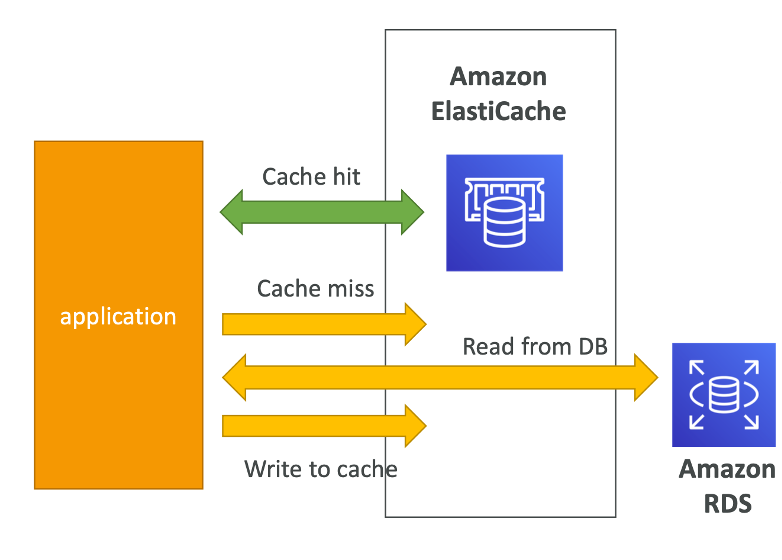 Amazon
ElastiCache
Cache hit
Cache miss
application
Read from DB
Write to cache
Amazon
RDS